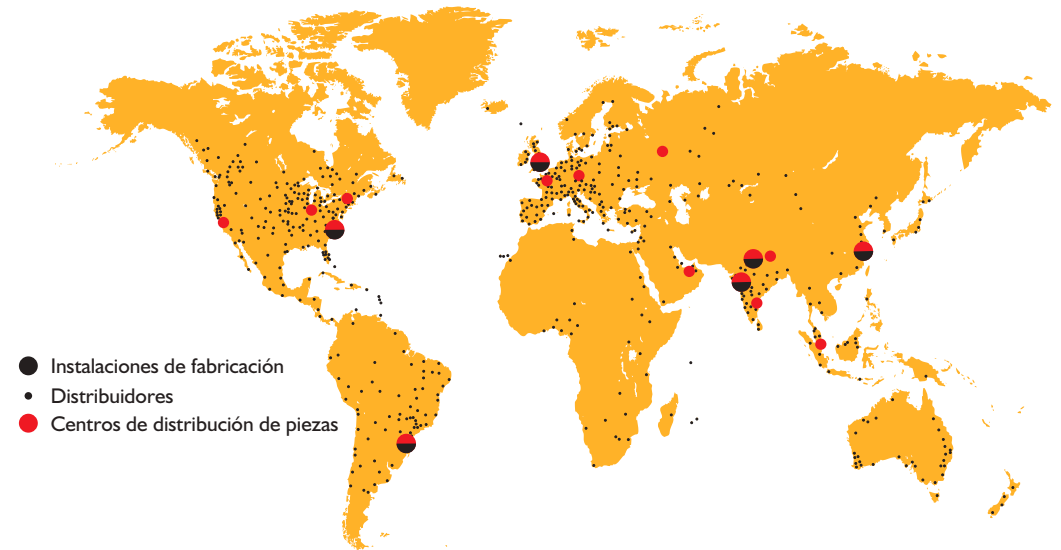 Instalaciones de fabricación
Distribuidores
Centros de distribución de piezas